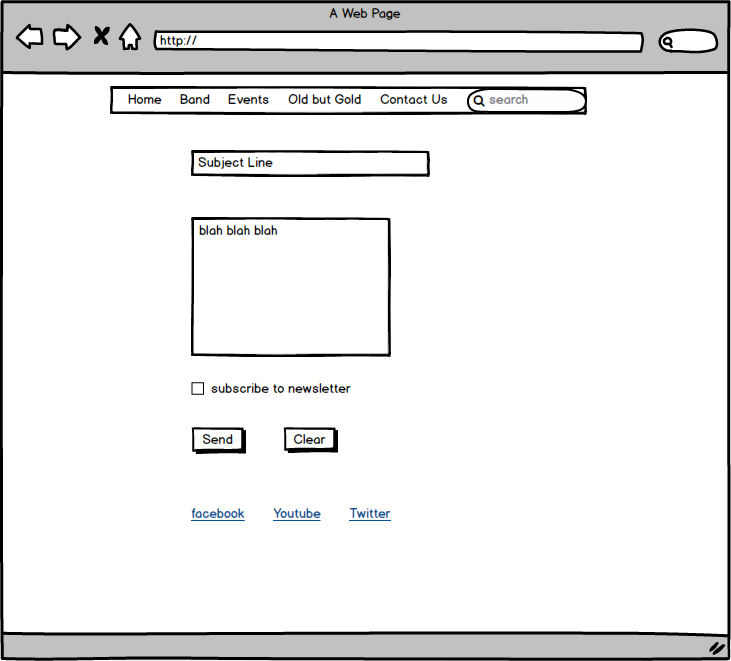 A Web Page
http://
Home Band Events Old but Gold Contact Us search
Subject Line
blah blah blah
subscribe to newsletter
Send Clear
facebook Youtube Twitter